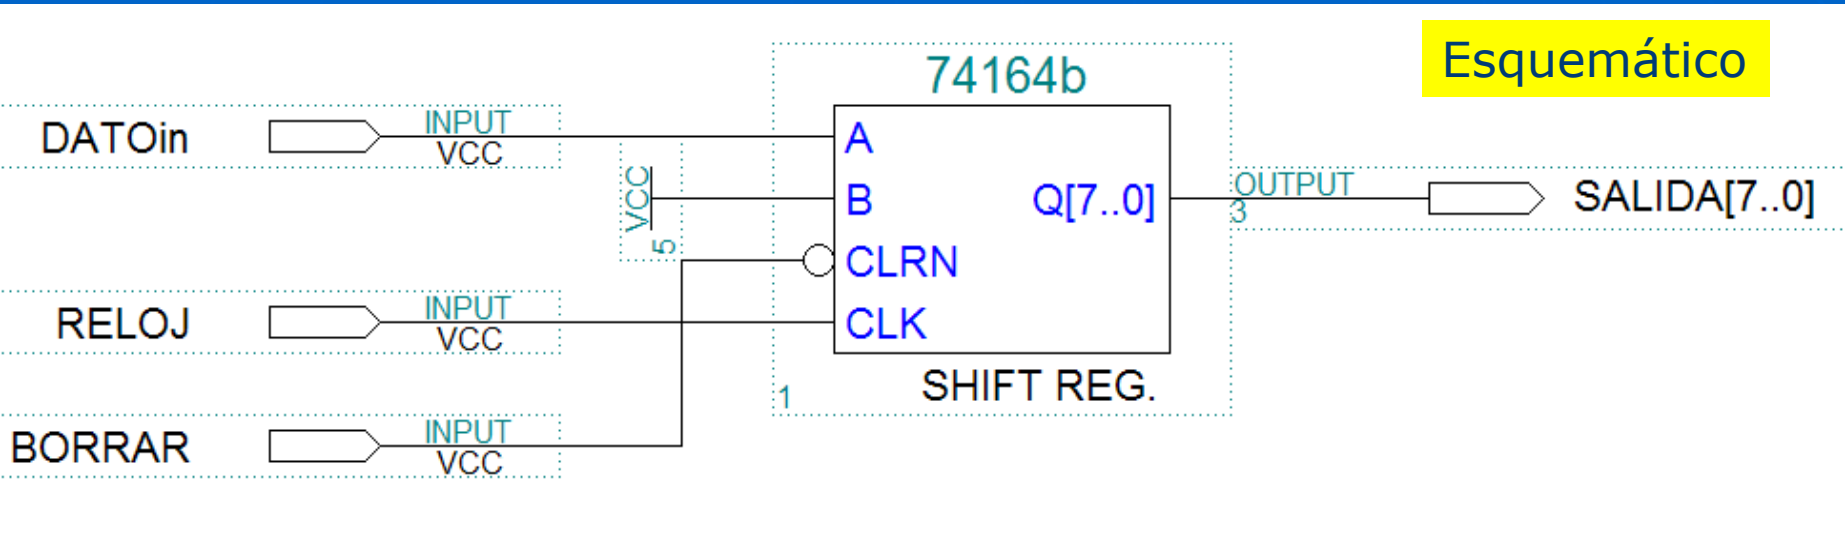 Esquemático
74164b
DATOin
INPUT
VCC
A
VCC
5
B
Q[7..0]
OUTPUT
3
SALIDA[7..0]
CLRN
RELOJ
INPUT
VCC
CLK
1
SHIFT REG.
BORRAR
INPUT
VCC